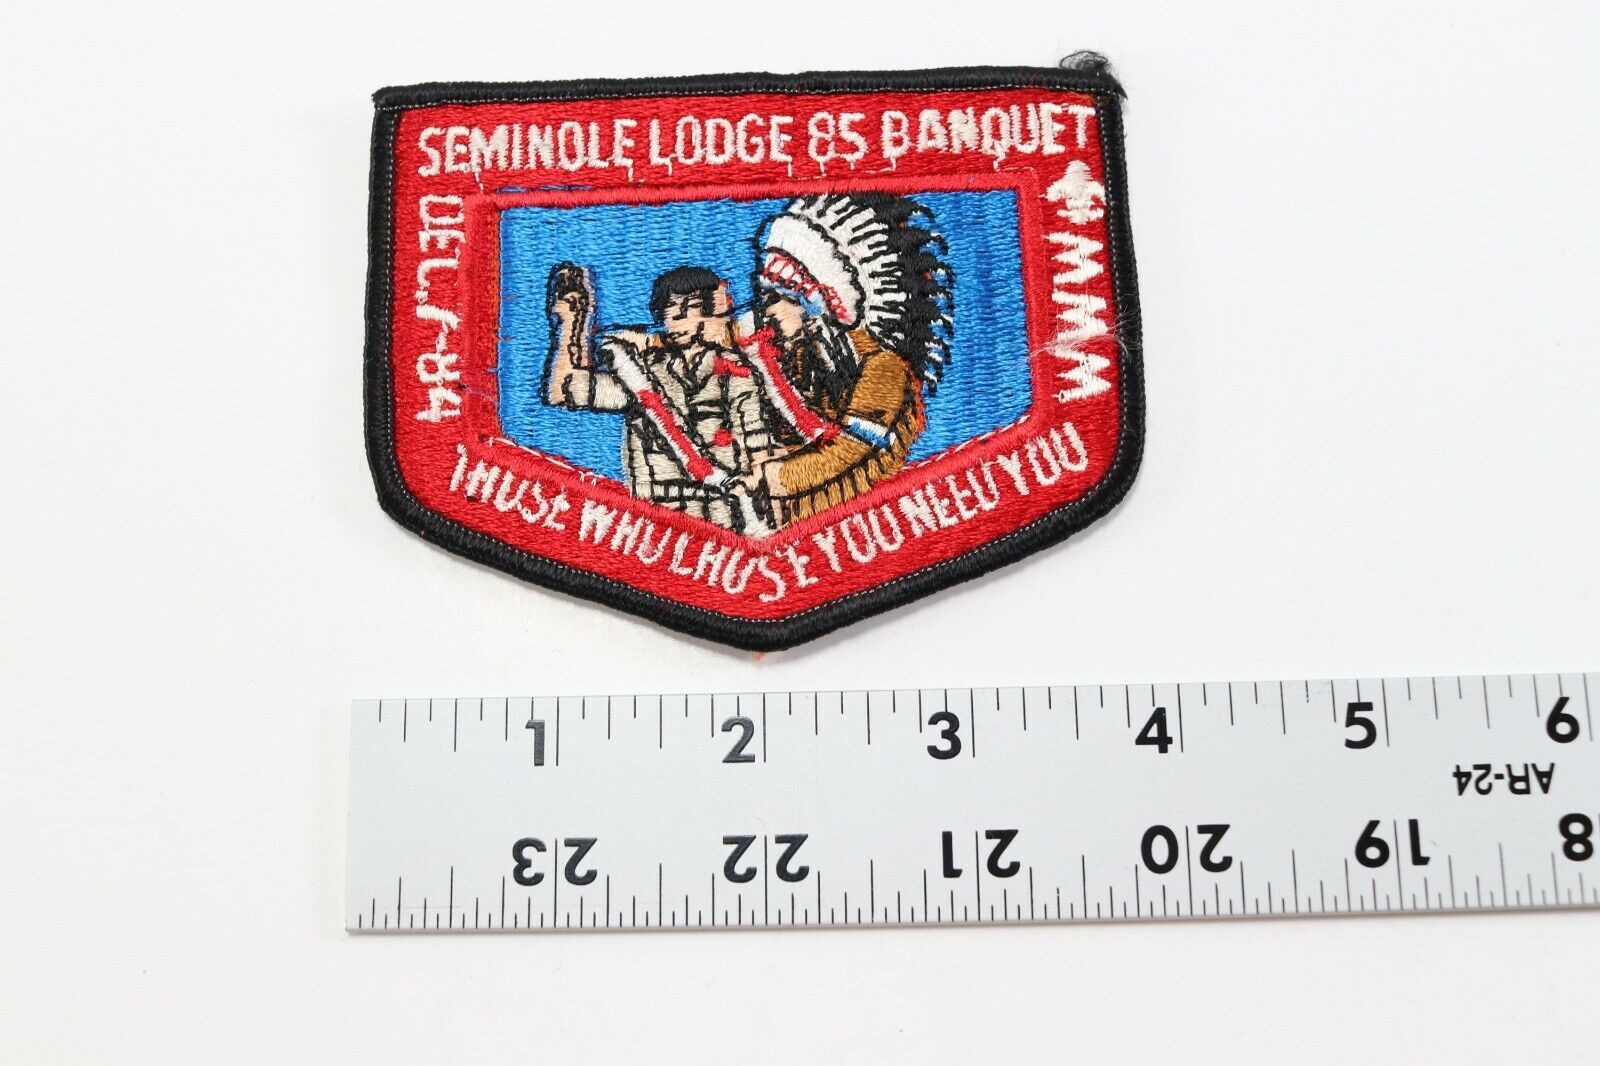 SEMINOLE LODGE 85 BANQUET
DEC,1-84
WWW
THOSE WHO CHOSE YOU NEED YOU
1 2 3 4 5 6
AR-24
23 22 21 20 19 18